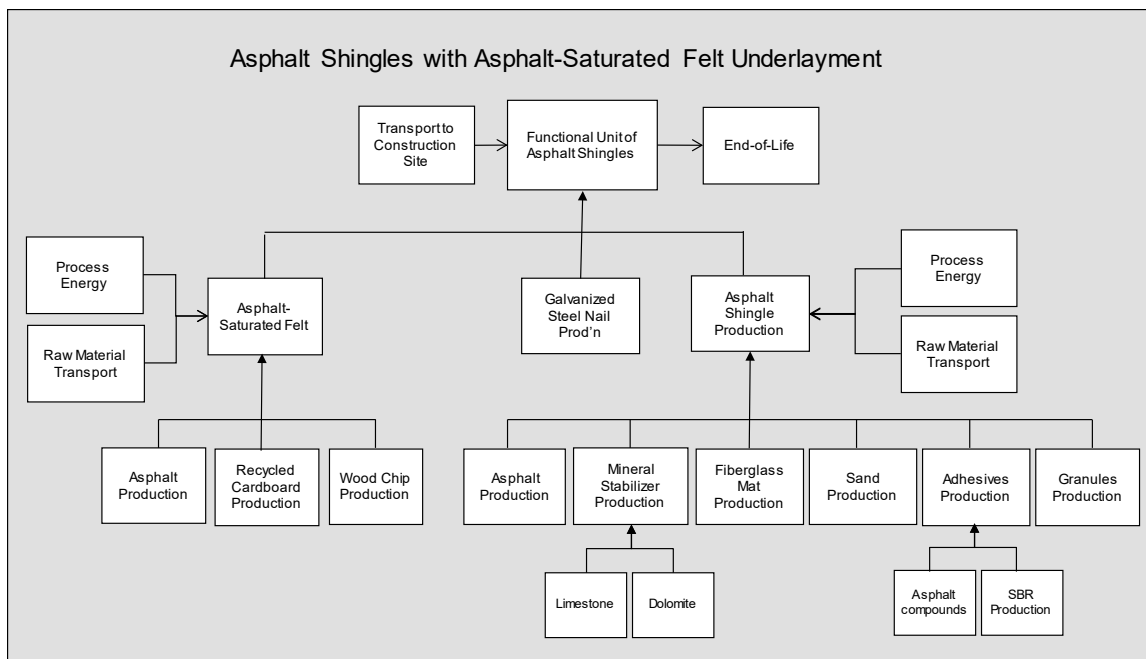 Asphalt Shingles with Asphalt-Saturated Felt Underlayment
Transport to
Construction
Site
Functional Unit of
Asphalt Shingles
End-of-Life
Process
Energy
Raw Material
Transport
Asphalt-
Saturated Felt
Galvanized
Steel Nail
Prod'n
Asphalt
Shingle
Production
Process
Energy
Raw Material
Transport
Asphalt
Production
Recycled
Cardboard
Production
Wood Chip
Production
Asphalt
Production
Mineral
Stabilizer
Production
Fiberglass
Mat
Production
Sand
Production
Adhesives
Production
Granules
Production
Limestone
Dolomite
Asphalt
compounds
SBR
Production